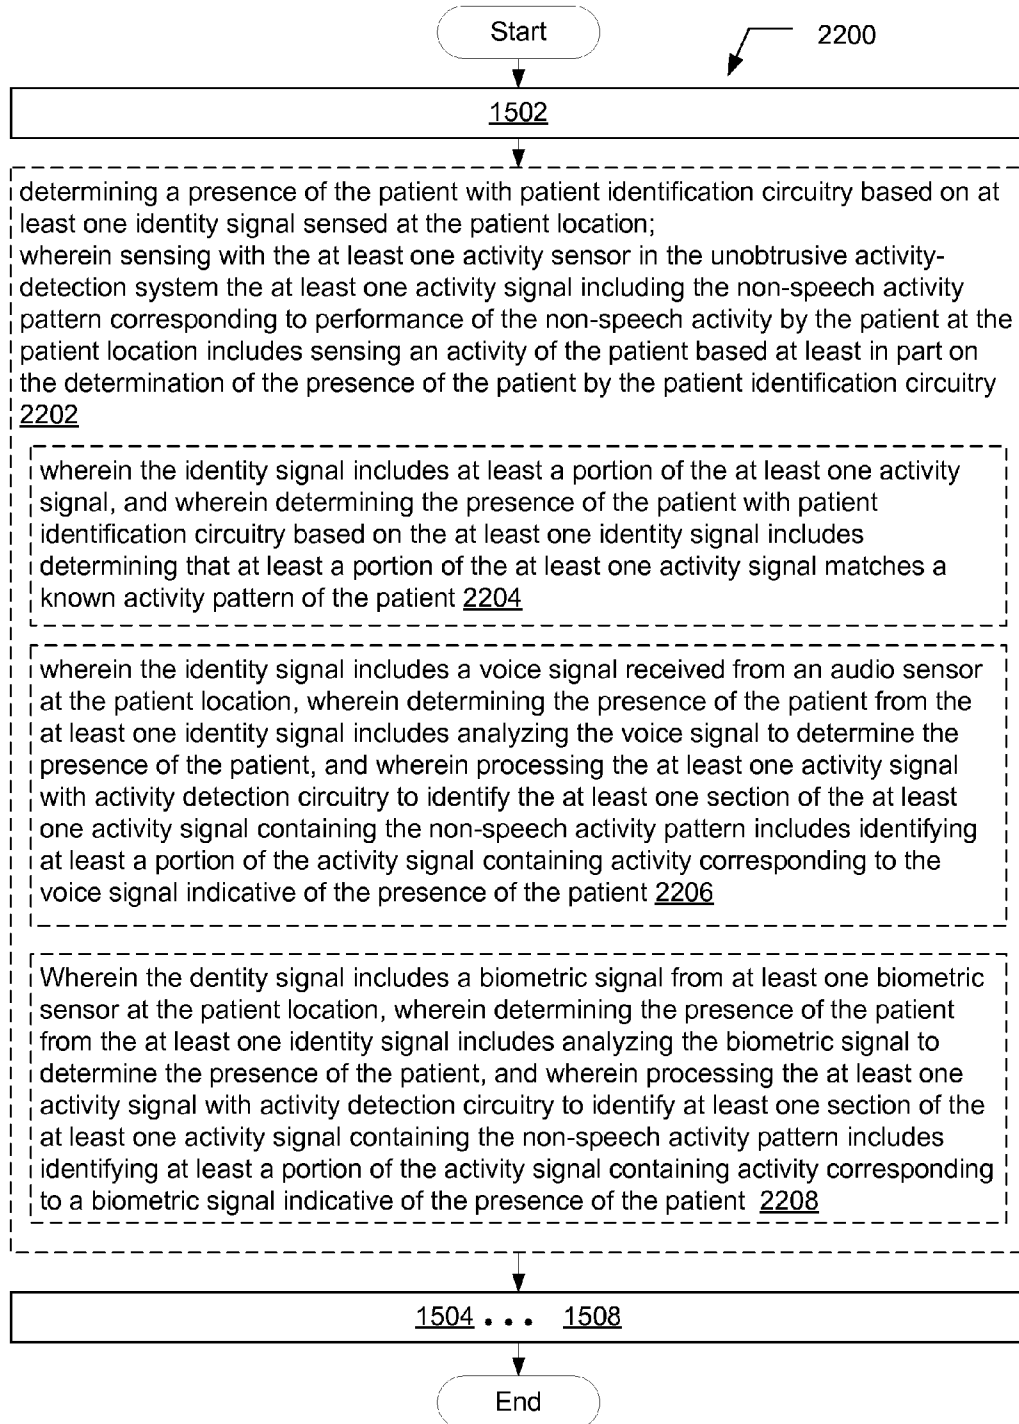 Start
2200
1502
determining a presence of the patient with patient identification circuitry based on at
least one identity signal sensed at the patient location;
wherein sensing with the at least one activity sensor in the unobtrusive activity-
detection system the at least one activity signal including the non-speech activity
pattern corresponding to performance of the non-speech activity by the patient at the
patient location includes sensing an activity of the patient based at least in part on
the determination of the presence of the patient by the patient identification circuitry
2202
wherein the identity signal includes at least a portion of the at least one activity
signal, and wherein determining the presence of the patient with patient
identification circuitry based on the at least one identity signal includes
determining that at least a portion of the at least one activity signal matches a
known activity pattern of the patient 2204
wherein the identity signal includes a voice signal received from an audio sensor
at the patient location, wherein determining the presence of the patient from the
at least one identity signal includes analyzing the voice signal to determine the
presence of the patient, and wherein processing the at least one activity signal
with activity detection circuitry to identify the at least one section of the at least
one activity signal containing the non-speech activity pattern includes identifying
at least a portion of the activity signal containing activity corresponding to the
voice signal indicative of the presence of the patient 2206
Wherein the dentity signal includes a biometric signal from at least one biometric
sensor at the patient location, wherein determining the presence of the patient
from the at least one identity signal includes analyzing the biometric signal to
determine the presence of the patient, and wherein processing the at least one
activity signal with activity detection circuitry to identify at least one section of the
at least one activity signal containing the non-speech activity pattern includes
identifying at least a portion of the activity signal containing activity corresponding
to a biometric signal indicative of the presence of the patient 2208
1504 • • • 1508
End